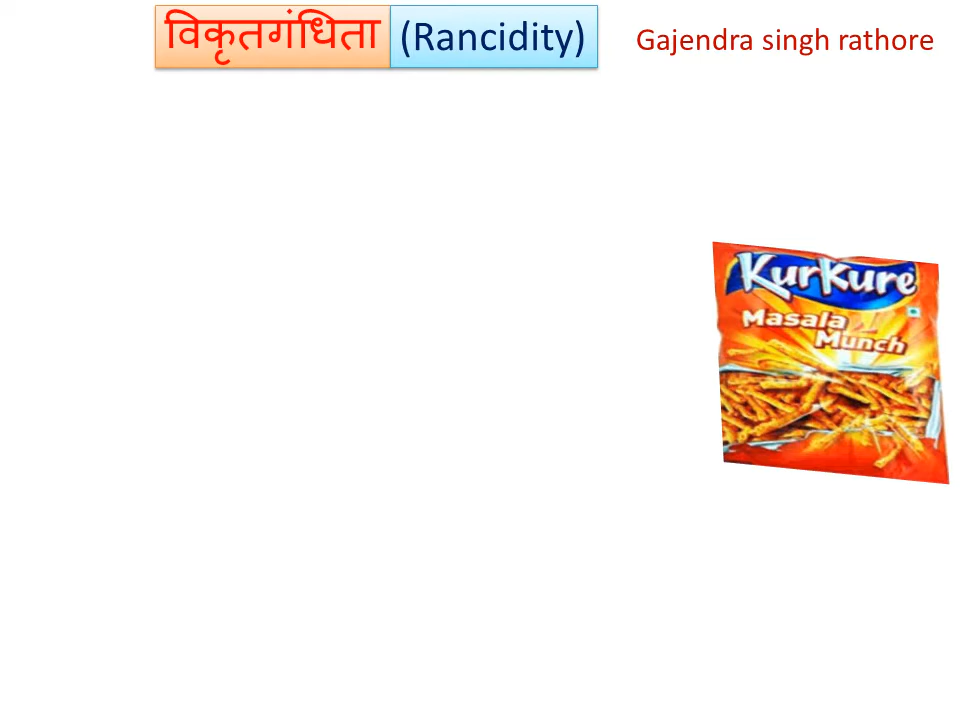 विकृतगंधिता (Rancidity) Gajendra singh rathore
KurKure
Masala
Munch